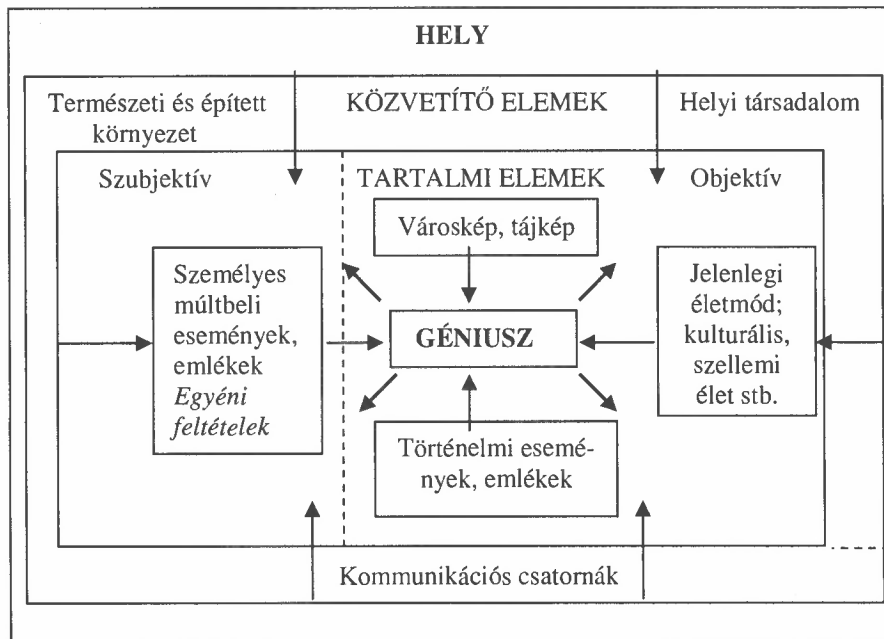 HELY
Természeti és épített
környezet
KÖZVETÍTŐ ELEMEK
Helyi társadalom
Szubjektív
TARTALMI ELEMEK
Objektív
Városkép, tájkép
Személyes
múltbeli
események,
emlékek
Egyéni
feltételek
GÉNIUSZ
Jelenlegi
életmód;
kulturális,
szellemi
élet stb.
Történelmi esemé-
nyek, emlékek
Kommunikációs csatornák